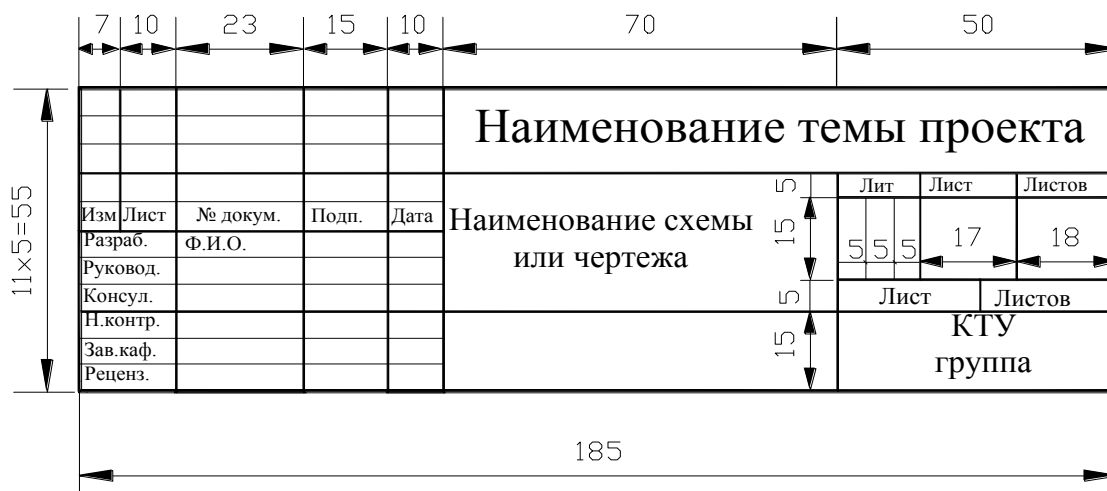 7 10 23 15 10 70 50
Наименование темы проекта
5 Лит Лист Листов
Изм Лист № докум. Подп. Дата
Наименование схемы
или чертежа
15
5 5 5 17 18
11x5=55
Разраб. Ф.И.О.
Руковод.
Консул.
5 Лист Листов
Н.контр.
Зав.каф.
Реценз.
15
КТУ
группа
185